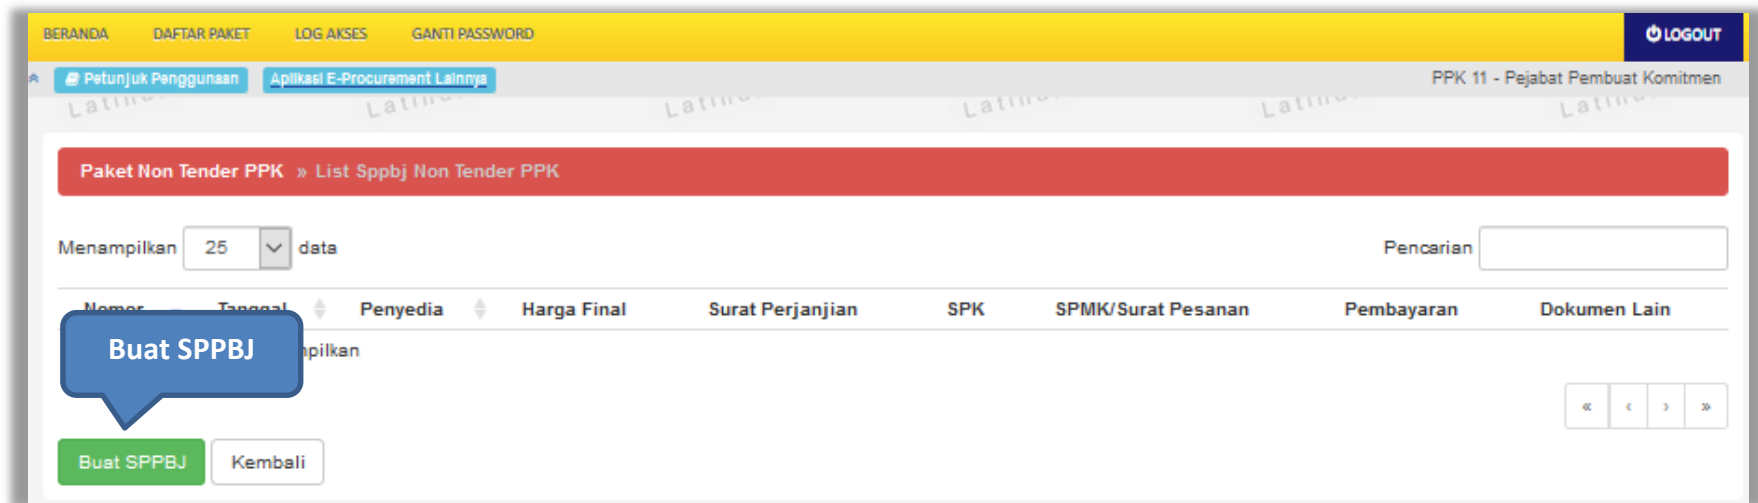 BERANDA DAFTAR PAKET LOG AKSES GANTI PASSWORD LOGOUT
Petunjuk Penggunaan Aplikasi E-Procurement Lainnya PPK 11 - Pejabat Pembuat Komitmen
Paket Non Tender PPK » List Sppbj Non Tender PPK
Menampilkan 25 data Pencarian
Nomor Tanggal Penyedia Harga Final Surat Perjanjian SPK SPMK/Surat Pesanan Pembayaran Dokumen Lain
Buat SPPBJ
« ‹ › »
Buat SPPBJ Kembali